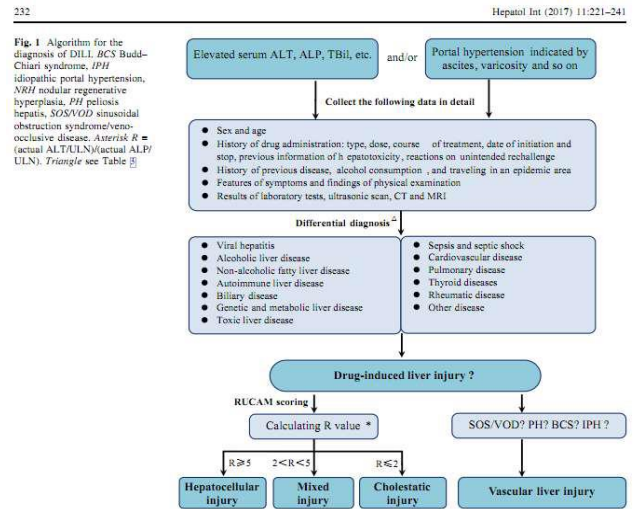 232
Hepatol Int (2017) 11:221–241
Fig. 1 Algorithm for the
diagnosis of DILI. BCS Budd–
Chiari syndrome, IPH
idiopathic portal hypertension,
NRH nodular regenerative
hyperplasia, PH peliosis
hepatis, SOS/VOD sinusoidal
obstruction syndrome/veno-
occlusive disease. Asterisk R =
(actual ALT/ULN)/(actual ALP/
ULN). Triangle see Table
Elevated serum ALT, ALP, TBil, etc.
and/or
Portal hypertension indicated by
ascites, varicosity and so on
Collect the following data in detail
● Sex and age
● History of drug administration: type, dose, course of treatment, date of initiation and
stop, previous information of h epatotoxicity, reactions on unintended rechallenge
● History of previous disease, alcohol consumption , and traveling in an epidemic area
● Features of symptoms and findings of physical examination
● Results of laboratory tests, ultrasonic scan, CT and MRI
Differential diagnosis△
● Viral hepatitis
● Alcoholic liver disease
● Non-alcoholic fatty liver disease
● Autoimmune liver disease
● Biliary disease
● Genetic and metabolic liver disease
● Toxic liver disease
● Sepsis and septic shock
● Cardiovascular disease
● Pulmonary disease
● Thyroid diseases
● Rheumatic disease
● Other disease
Drug-induced liver injury ?
RUCAM scoring
Calculating R value *
SOS/VOD? PH? BCS? IPH ?
R⩾5
2<R<5
R⩽2
Hepatocellular
injury
Mixed
injury
Cholestatic
injury
Vascular liver injury